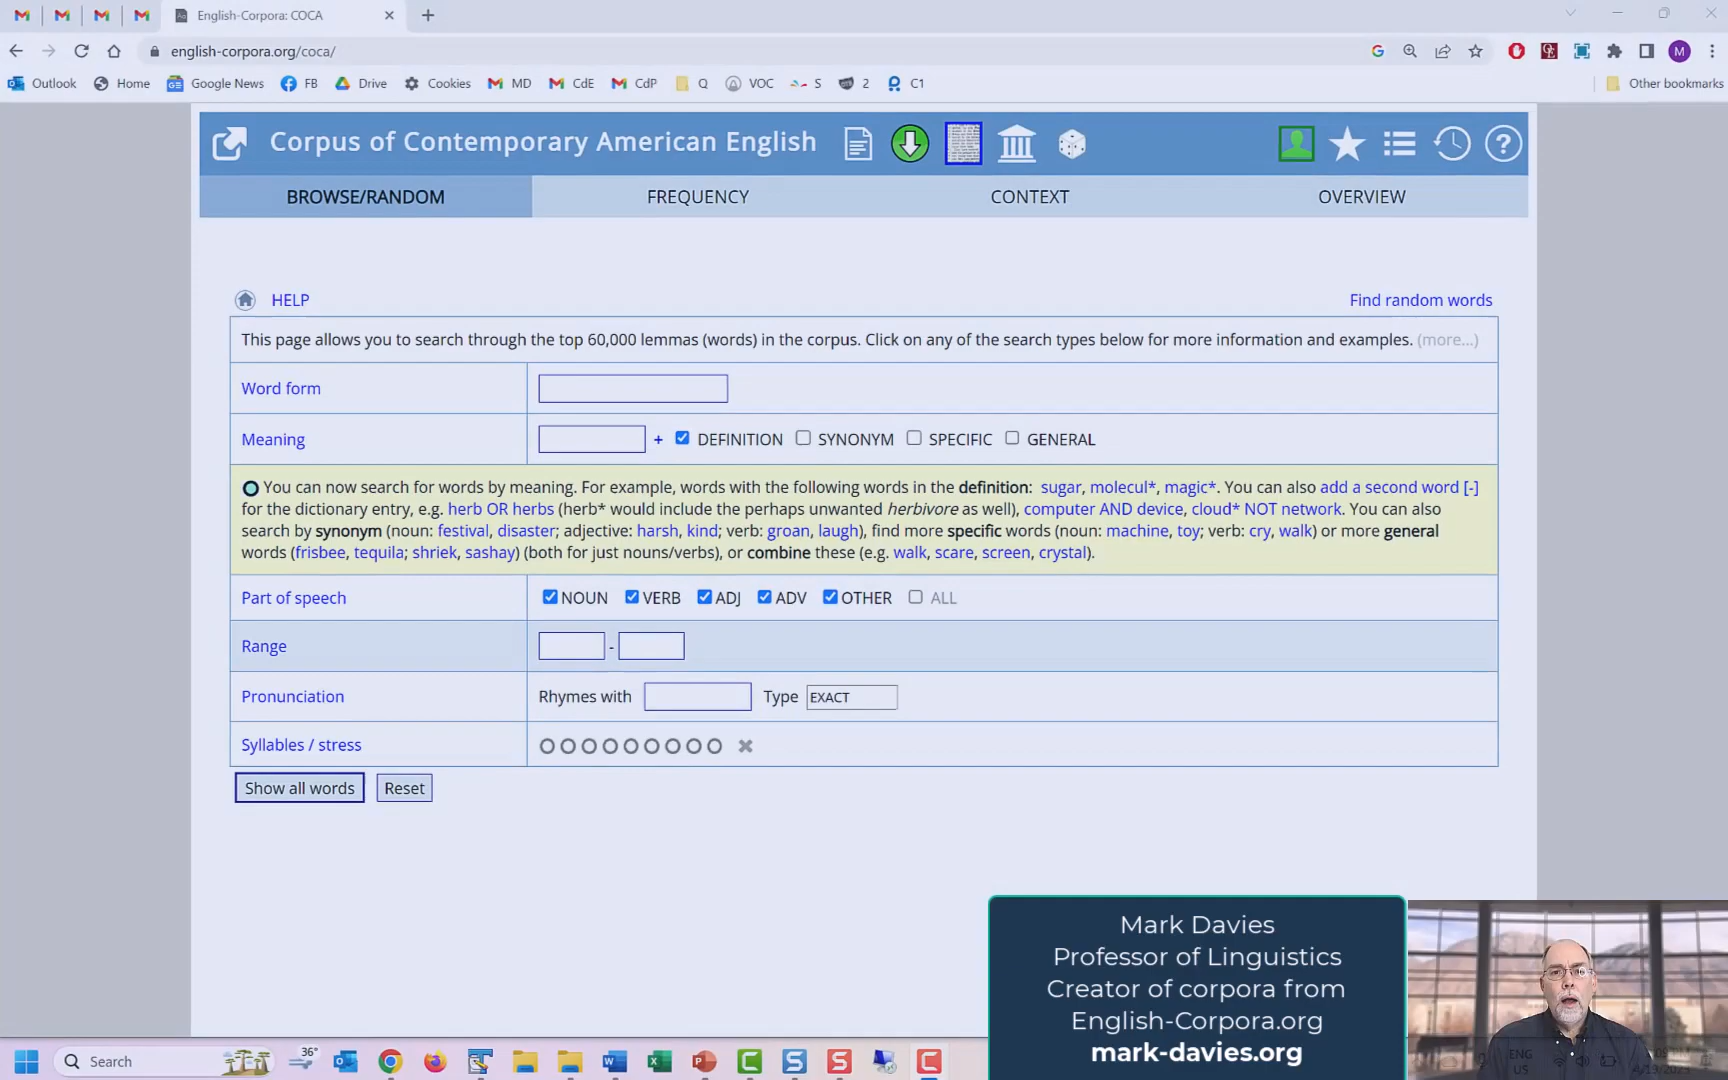 English-Corpora: COCA
english-corpora.org/coca/
M
Outlook Home Google News FB Drive Cookies MD CdE CdP Q VOC S 2 C1 Other bookmarks
Corpus of Contemporary American English
BROWSE/RANDOM FREQUENCY CONTEXT OVERVIEW
HELP Find random words
This page allows you to search through the top 60,000 lemmas (words) in the corpus. Click on any of the search types below for more information and examples. (more...)
Word form
Meaning + DEFINITION SYNONYM SPECIFIC GENERAL
You can now search for words by meaning. For example, words with the following words in the definition: sugar, molecul*, magic*. You can also add a second word [-]
for the dictionary entry, e.g. herb OR herbs (herb* would include the perhaps unwanted herbivore as well), computer AND device, cloud* NOT network. You can also
search by synonym (noun: festival, disaster; adjective: harsh, kind; verb: groan, laugh), find more specific words (noun: machine, toy; verb: cry, walk) or more general
words (frisbee, tequila; shriek, sashay) (both for just nouns/verbs), or combine these (e.g. walk, scare, screen, crystal).
Part of speech NOUN VERB ADJ ADV OTHER ALL
Range -
Pronunciation Rhymes with Type EXACT
Syllables / stress
Show all words Reset
Mark Davies
Professor of Linguistics
Creator of corpora from
English-Corpora.org
mark-davies.org
Search 36°
ENG
US